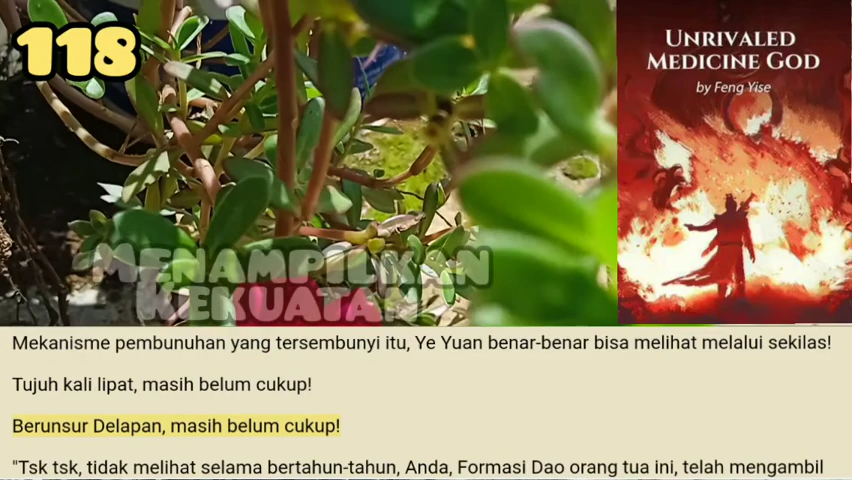 118
UNRIVALED
MEDICINE GOD
by Feng Yise
MENAMPILKAN
KEKUATAN
Mekanisme pembunuhan yang tersembunyi itu, Ye Yuan benar-benar bisa melihat melalui sekilas!
Tujuh kali lipat, masih belum cukup!
Berunsur Delapan, masih belum cukup!
"Tsk tsk, tidak melihat selama bertahun-tahun, Anda, Formasi Dao orang tua ini, telah mengambil